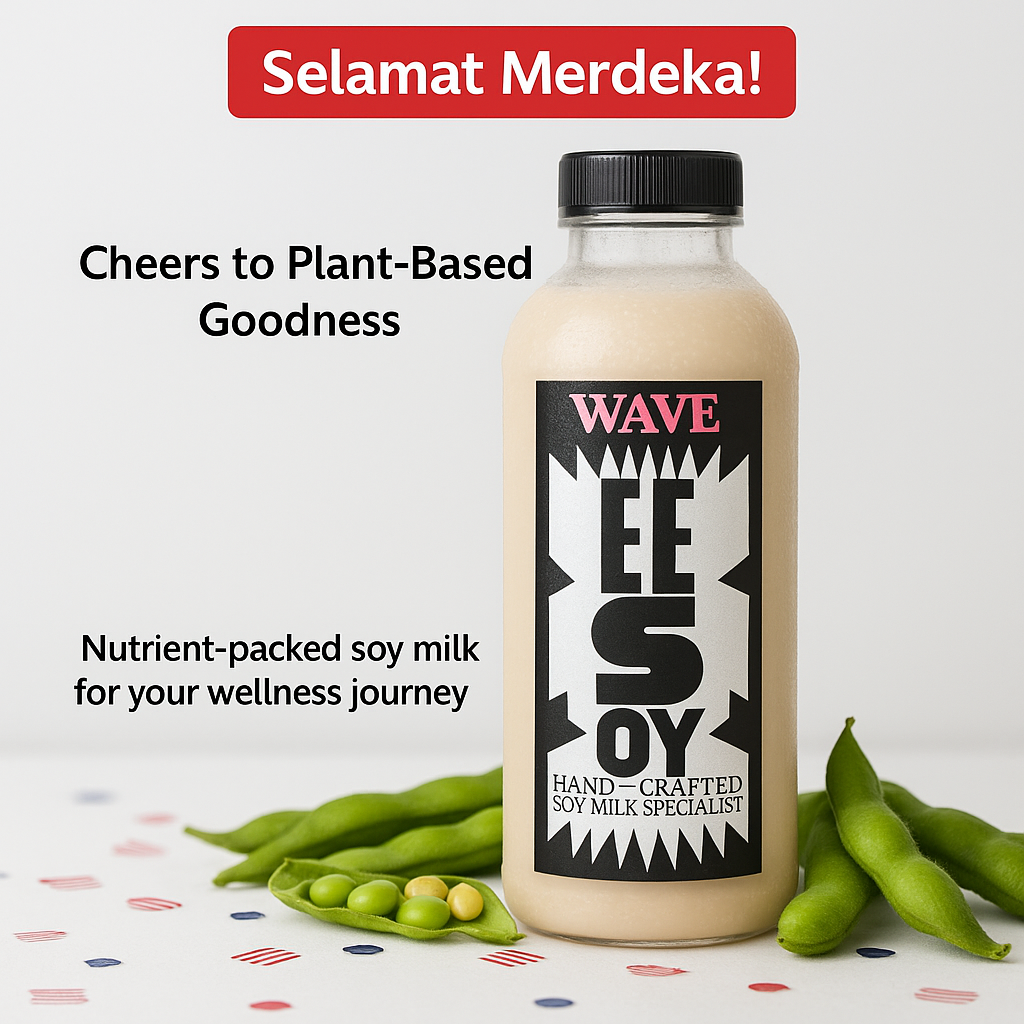 Selamat Merdeka!
Cheers to Plant-Based
Goodness
WAVE
EE
S
OY
HAND—CRAFTED
SOY MILK SPECIALIST
Nutrient-packed soy milk
for your wellness journey